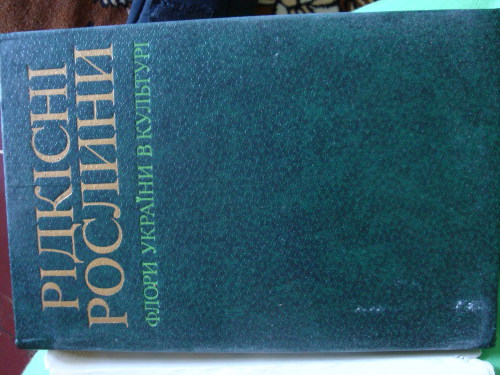 РІДКІСНІ
РОСЛИНИ
ФЛОРИ УКРАЇНИ В КУЛЬТУРІ